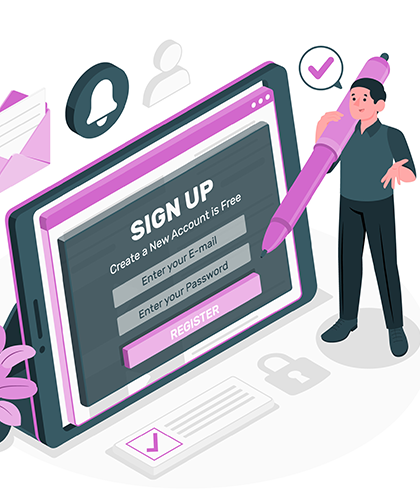 SIGN UP
Create a New Account is Free
Enter your E-mail
Enter your Password
REGISTER